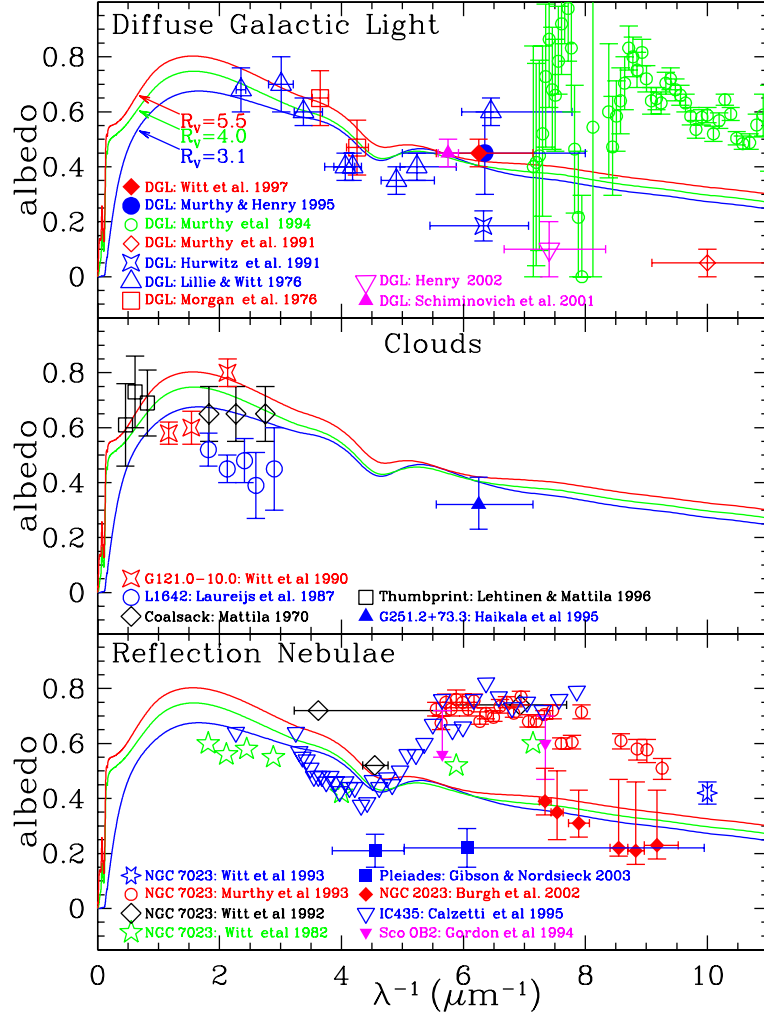 Diffuse Galactic Light
0.8
0.6
0.4
0.2
0
albedo
R_V=5.5
R_V=4.0
R_V=3.1
DGL: Witt et al. 1997
DGL: Murthy & Henry 1995
DGL: Murthy etal 1994
DGL: Murthy et al. 1991
DGL: Hurwitz et al. 1991
DGL: Lillie & Witt 1976
DGL: Morgan et al. 1976
DGL: Henry 2002
DGL: Schiminovich et al. 2001
Clouds
0.8
0.6
0.4
0.2
0
albedo
G121.0-10.0: Witt et al 1990
L1642: Laureijs et al. 1987
Coalsack: Mattila 1970
Thumbprint: Lehtinen & Mattila 1996
G251.2+73.3: Haikala et al 1995
Reflection Nebulae
0.8
0.6
0.4
0.2
0
albedo
NGC 7023: Witt et al 1993
NGC 7023: Murthy et al 1993
NGC 7023: Witt et al 1992
NGC 7023: Witt etal 1982
Pleiades: Gibson & Nordsieck 2003
NGC 2023: Burgh et al. 2002
IC435: Calzetti et al 1995
Sco OB2: Gordon et al 1994
0 2 4 6 8 10
λ⁻¹ (μm⁻¹)